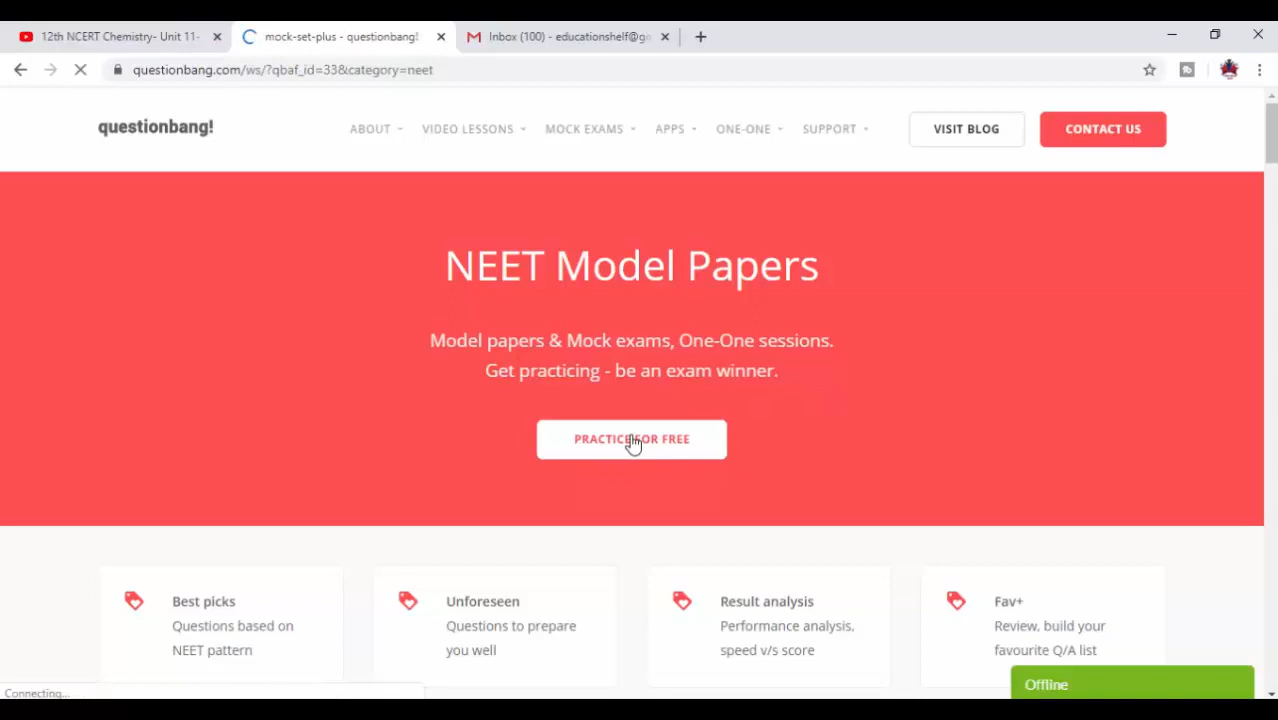 12th NCERT Chemistry- Unit 11-
mock-set-plus - questionbang!
Inbox (100) - educationshelf@g
questionbang.com/ws/?qbaf_id=33&category=neet
questionbang!
ABOUT
VIDEO LESSONS
MOCK EXAMS
APPS
ONE-ONE
SUPPORT
VISIT BLOG
CONTACT US
NEET Model Papers
Model papers & Mock exams, One-One sessions.
Get practicing - be an exam winner.
PRACTICE FOR FREE
Best picks
Questions based on
NEET pattern
Unforeseen
Questions to prepare
you well
Result analysis
Performance analysis,
speed v/s score
Fav+
Review, build your
favourite Q/A list
Offline
Connecting...